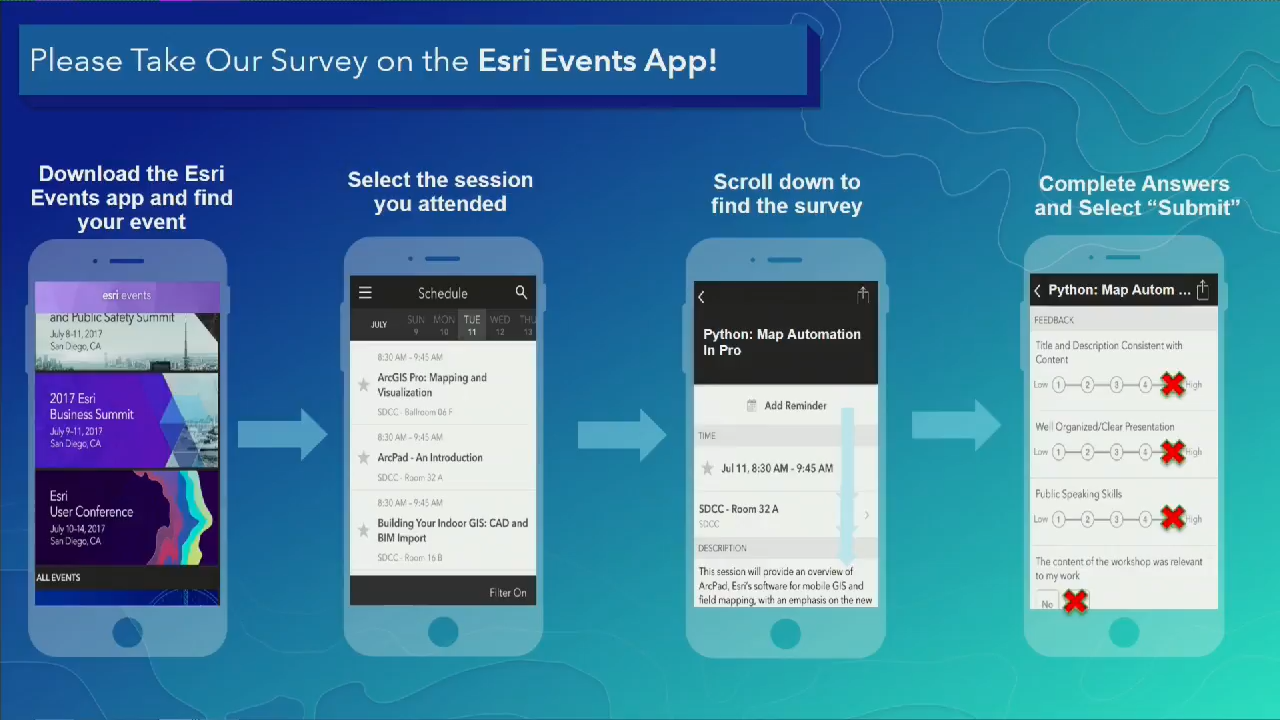 Please Take Our Survey on the Esri Events App!
Download the Esri
Events app and find
your event
esri events
and Public Safety Summit
July 8-11, 2017
San Diego, CA
2017 Esri
Business Summit
July 9-11, 2017
San Diego, CA
Esri
User Conference
July 10-14, 2017
San Diego, CA
ALL EVENTS
Select the session
you attended
Schedule
JULY
SUN MON TUE WED THU
9 10 11 12 13
8:30 AM - 9:45 AM
ArcGIS Pro: Mapping and
Visualization
SDCC - Ballroom 06 F
8:30 AM - 9:45 AM
ArcPad - An Introduction
SDCC - Room 32 A
8:30 AM - 9:45 AM
Building Your Indoor GIS: CAD and
BIM Import
SDCC - Room 16 B
Filter On
Scroll down to
find the survey
Python: Map Automation
In Pro
Add Reminder
TIME
Jul 11, 8:30 AM - 9:45 AM
SDCC - Room 32 A
SDCC
DESCRIPTION
This session will provide an overview of
ArcPad, Esri's software for mobile GIS and
field mapping, with an emphasis on the new
Complete Answers
and Select “Submit”
Python: Map Autom ...
FEEDBACK
Title and Description Consistent with
Content
Low 1 2 3 4 High
Well Organized/Clear Presentation
Low 1 2 3 4 High
Public Speaking Skills
Low 1 2 3 4 High
The content of the workshop was relevant
to my work
No